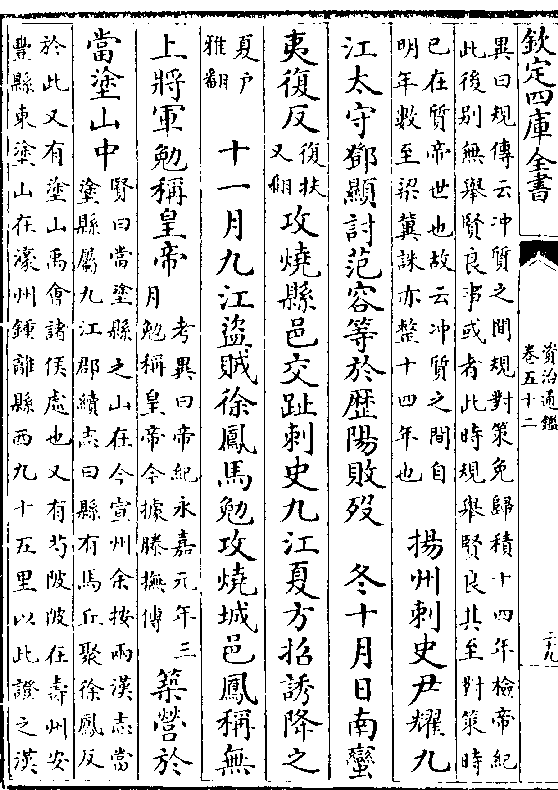 欽定四庫全書
資治通鑑
卷五十二
二十九
異曰規傳云冲質之間規對策免歸積十四年檢帝紀
此後别無舉賢良事或者此時規舉賢良其至對策時
已在質帝世也故云冲質之間自
明年數至梁冀誅亦整十四年也
揚州刺史尹耀九
江太守鄧顯討范容等於歷陽敗歿 冬十月日南蠻
夷復反
復扶
又翻
攻燒縣邑交趾刺史九江夏方招誘降之
夏户
雅翻
十一月九江盜賊徐鳳馬勉攻燒城邑鳳稱無
上將軍勉稱皇帝
考異曰帝紀永嘉元年三
月勉稱皇帝今據滕撫傳
築營於
當塗山中
賢曰當塗縣之山在今宣州余按兩漢志當
塗縣屬九江郡續志曰縣有馬丘聚徐鳳反
於此又有塗山禹會諸侯處也又有芍陂陂在壽州安
豐縣東塗山在濠州鍾離縣西九十五里以此證之漢